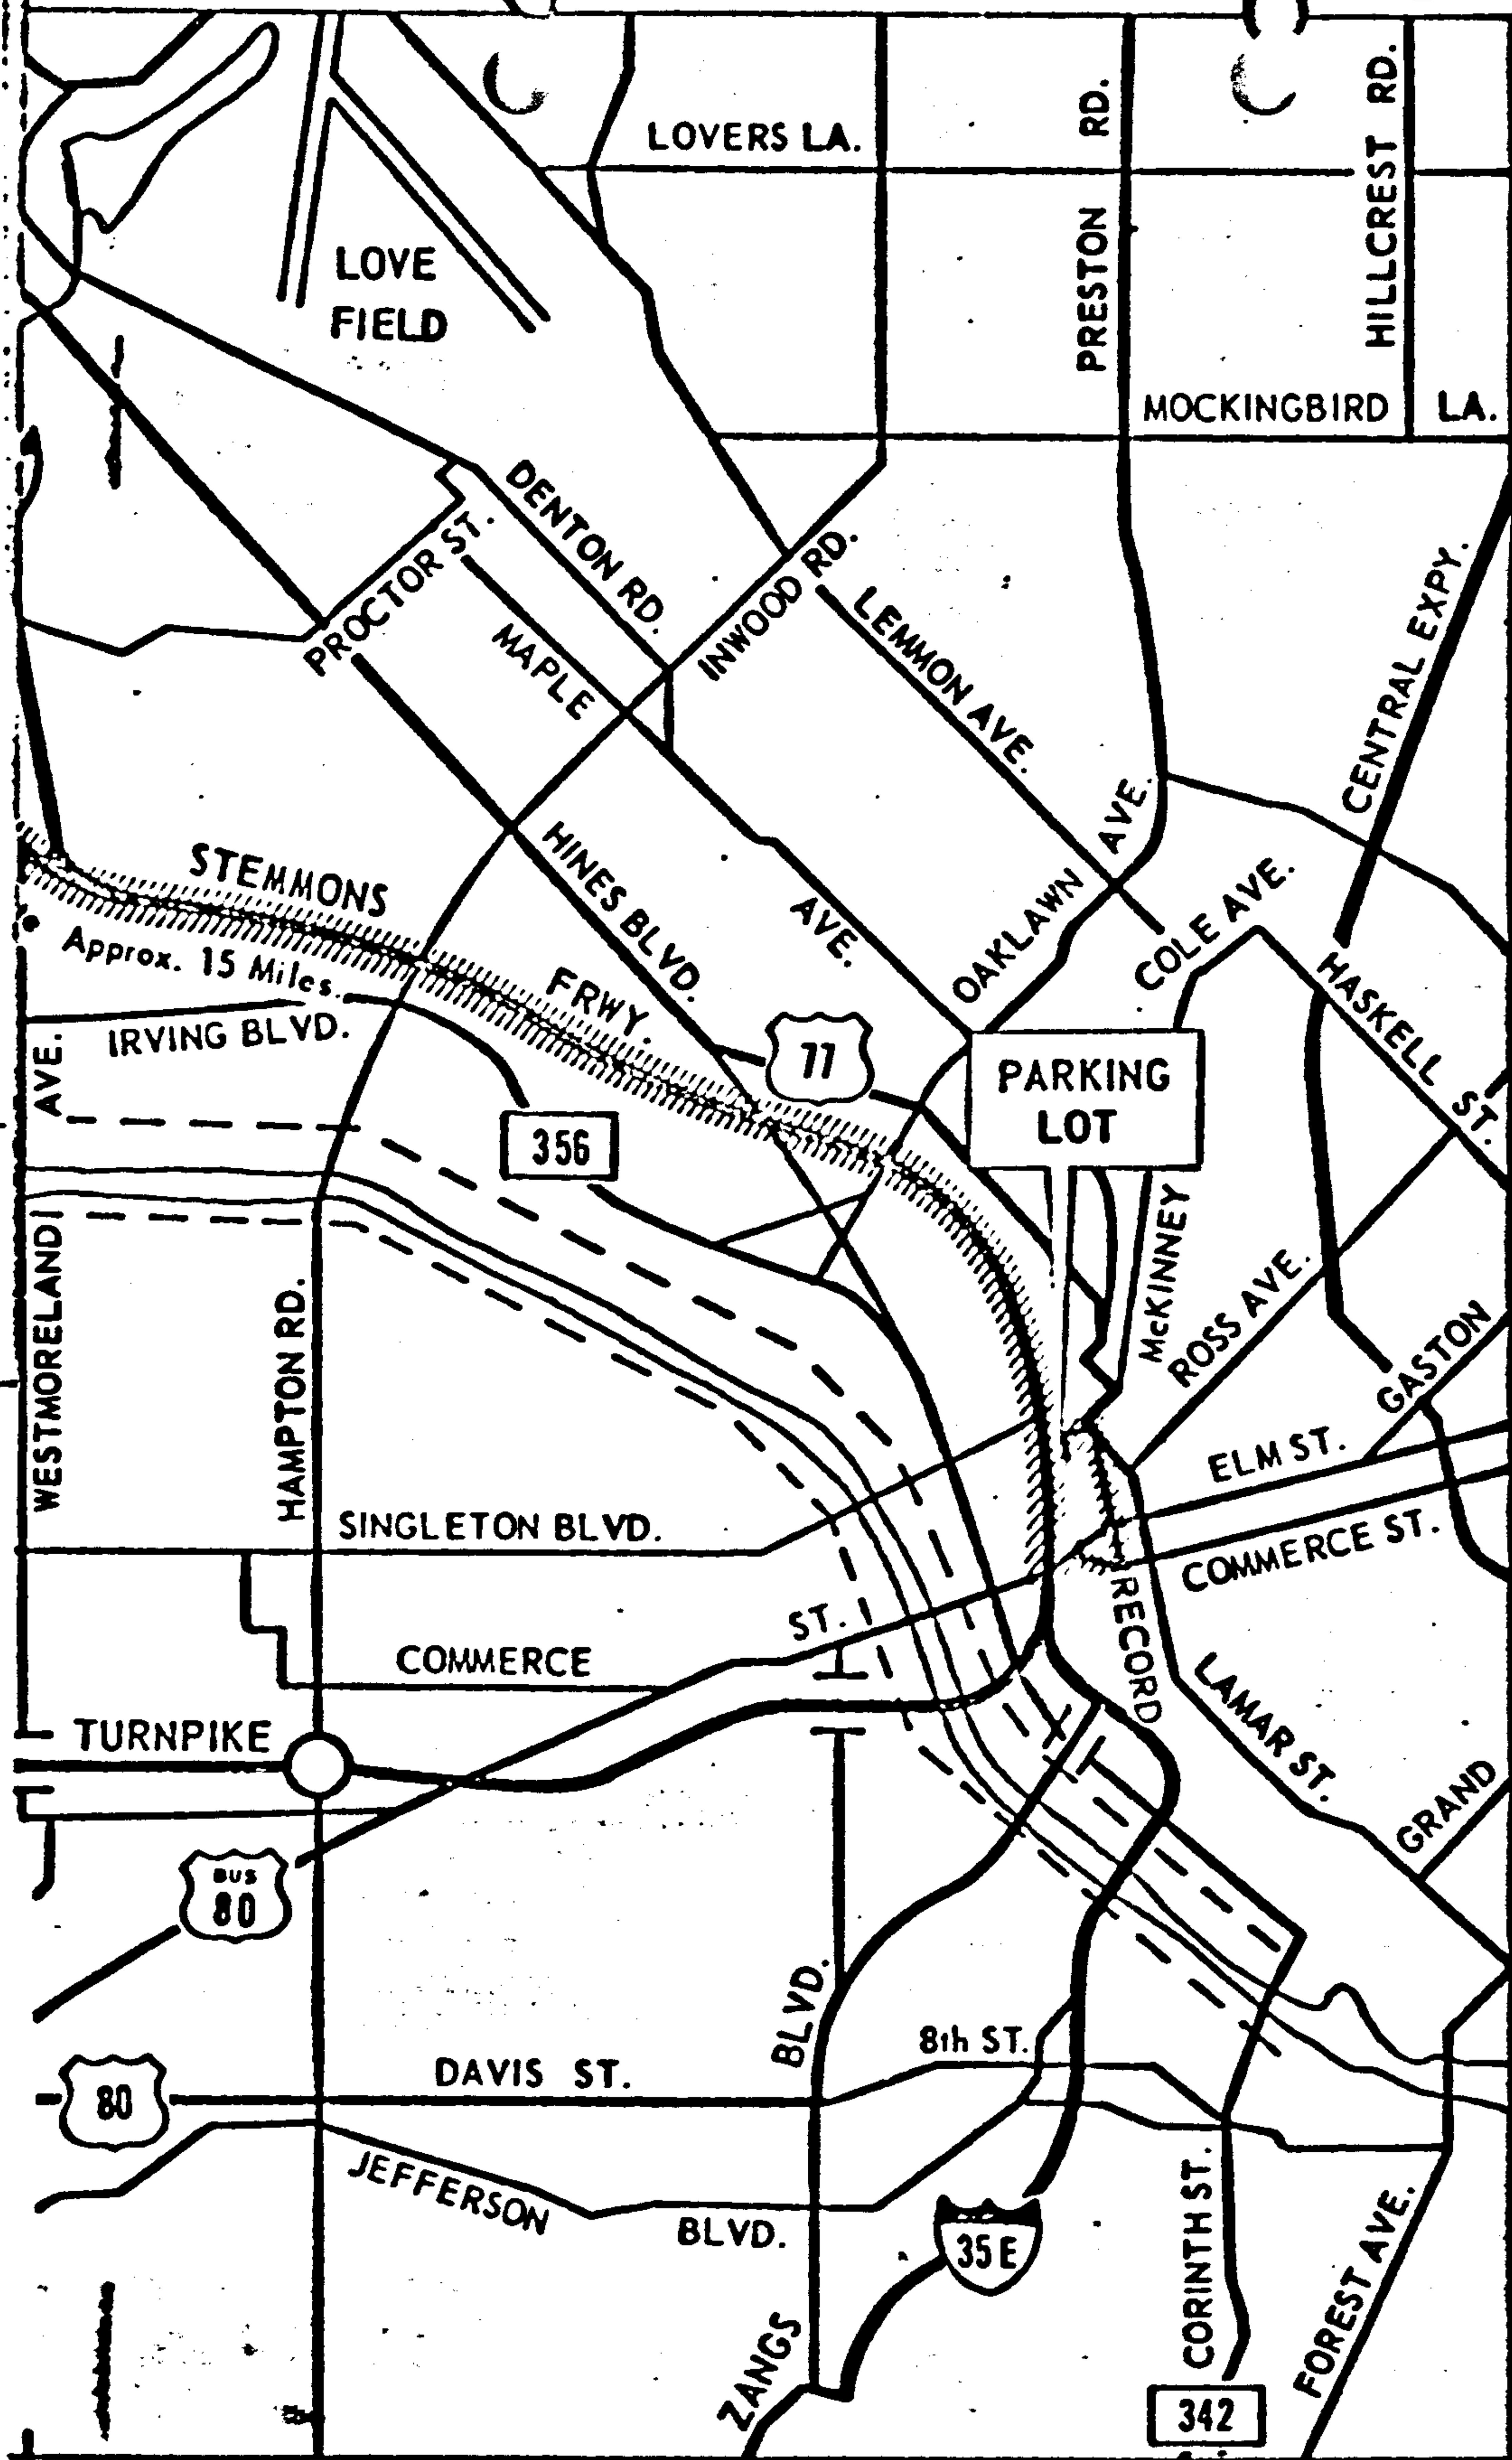 LOVERS LA.
PRESTON RD.
HILLCREST RD.
LOVE
FIELD
MOCKINGBIRD LA.
DENTON RD.
PROCTOR ST.
INWOOD RD.
MAPLE AVE.
LEMMON AVE.
CENTRAL EXPY.
STEMMONS FRWY.
Approx. 15 Miles.
HINES BLVD.
OAKLAWN AVE.
COLE AVE.
HASKELL ST.
IRVING BLVD.
77
PARKING
LOT
356
WESTMORELAND AVE.
HAMPTON RD.
McKINNEY
ROSS AVE.
GASTON
ELM ST.
SINGLETON BLVD.
COMMERCE ST.
RECORD
COMMERCE ST.
TURNPIKE
LAMAR ST.
GRAND
BUS
80
ZANGS BLVD.
8th ST.
DAVIS ST.
80
JEFFERSON BLVD.
35E
CORINTH ST.
FOREST AVE.
342